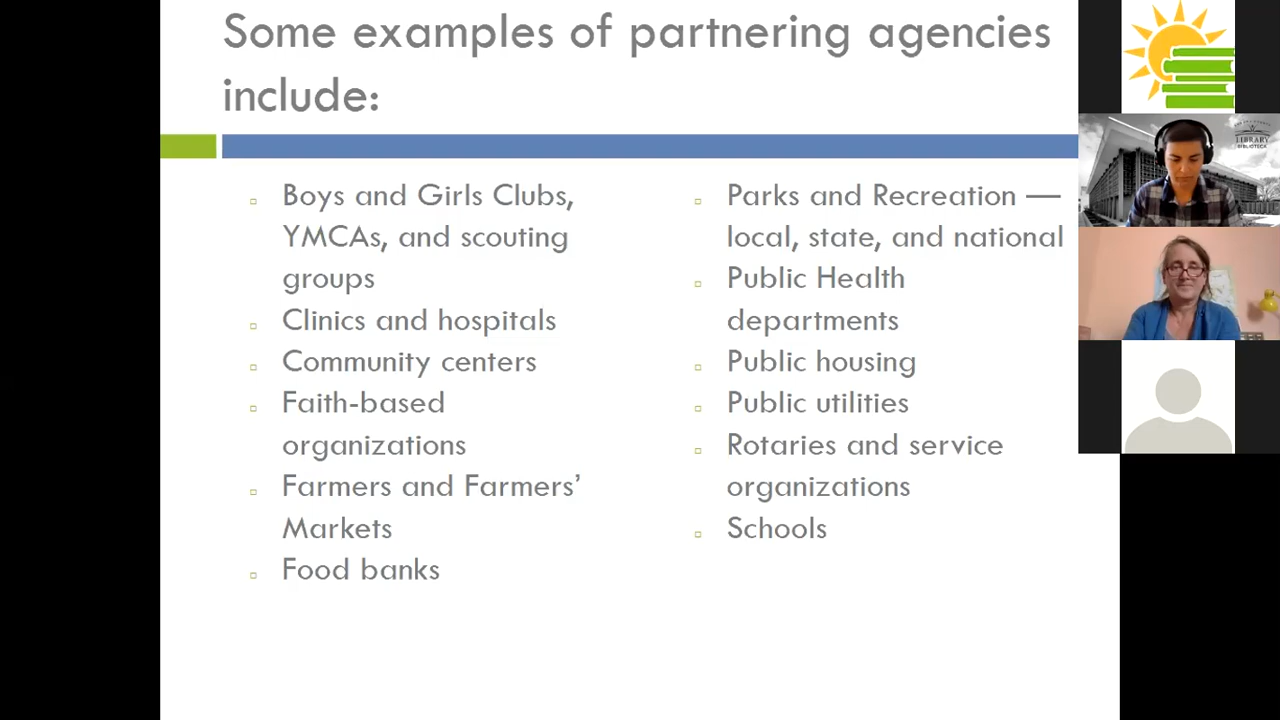 Some examples of partnering agencies
include:
Boys and Girls Clubs,
YMCAs, and scouting
groups
Clinics and hospitals
Community centers
Faith-based
organizations
Farmers and Farmers’
Markets
Food banks
Parks and Recreation —
local, state, and national
Public Health
departments
Public housing
Public utilities
Rotaries and service
organizations
Schools
LIBRARY
BIBLIOTECA